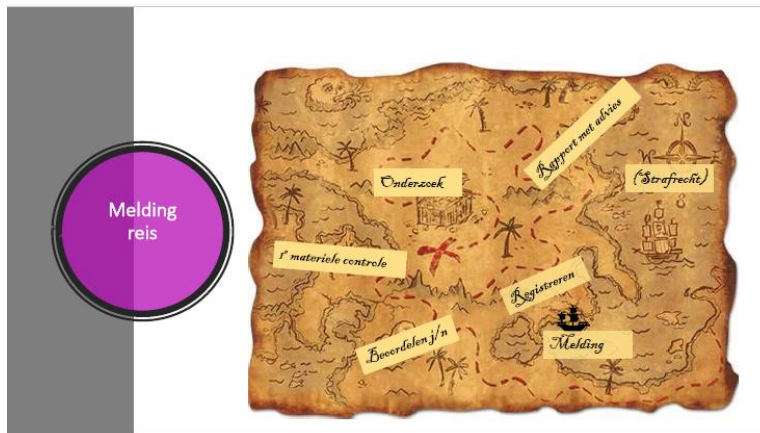 Melding
reis
Rapport met advies
Onderzoek
(Strafrecht)
1e materiele controle
Registreren
Beoordelen j/n
Melding